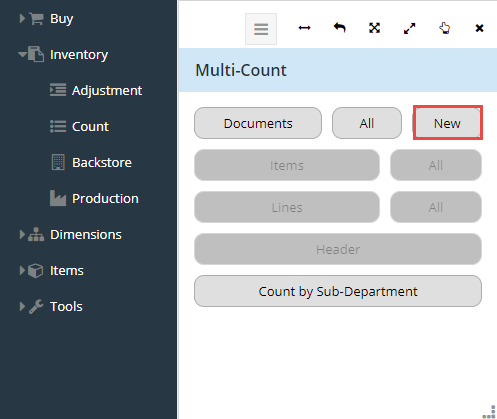 Buy
Inventory
Adjustment
Count
Backstore
Production
Dimensions
Items
Tools
Multi-Count
Documents All New
Items All
Lines All
Header
Count by Sub-Department